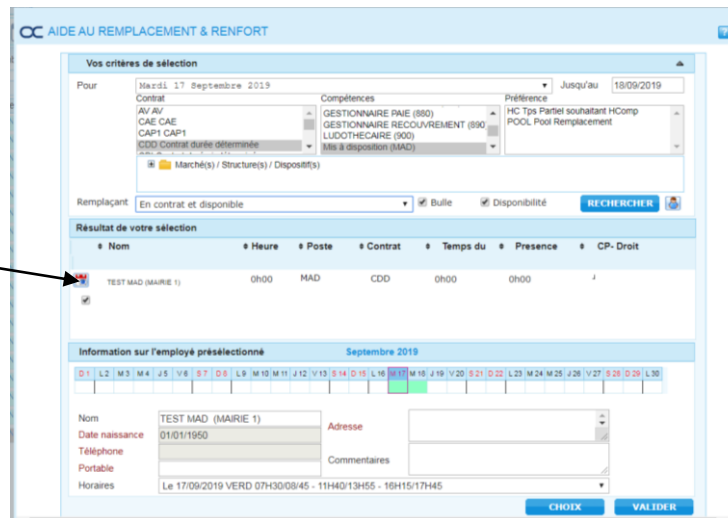 AIDE AU REMPLACEMENT & RENFORT
?
Vos critères de sélection
Pour Mardi 17 Septembre 2019 Jusqu'au 18/09/2019
Contrat Compétences Préférence
AV AV GESTIONNAIRE PAIE (880) HC Tps Partiel souhaitant HComp
CAE CAE GESTIONNAIRE RECOUVREMENT (890 POOL Pool Remplacement
CAP1 CAP1 LUDOTHECAIRE (900)
CDD Contrat durée déterminée Mis à disposition (MAD)
Marché(s) / Structure(s) / Dispositif(s)
Remplaçant En contrat et disponible Bulle Disponibilité RECHERCHER
Résultat de votre sélection
Nom Heure Poste Contrat Temps du Presence CP- Droit
TEST MAD (MAIRIE 1) 0h00 MAD CDD 0h00 0h00 J
Information sur l'employé présélectionné Septembre 2019
D 1 L 2 M 3 M 4 J 5 V 6 S 7 D 8 L 9 M 10 M 11 J 12 V 13 S 14 D 15 L 16 M 17 M 18 J 19 V 20 S 21 D 22 L 23 M 24 M 25 J 26 V 27 S 28 D 29 L 30
Nom TEST MAD (MAIRIE 1) Adresse
Date naissance 01/01/1950
Téléphone
Portable Commentaires
Horaires Le 17/09/2019 VERD 07H30/08/45 - 11H40/13H55 - 16H15/17H45
CHOIX VALIDER